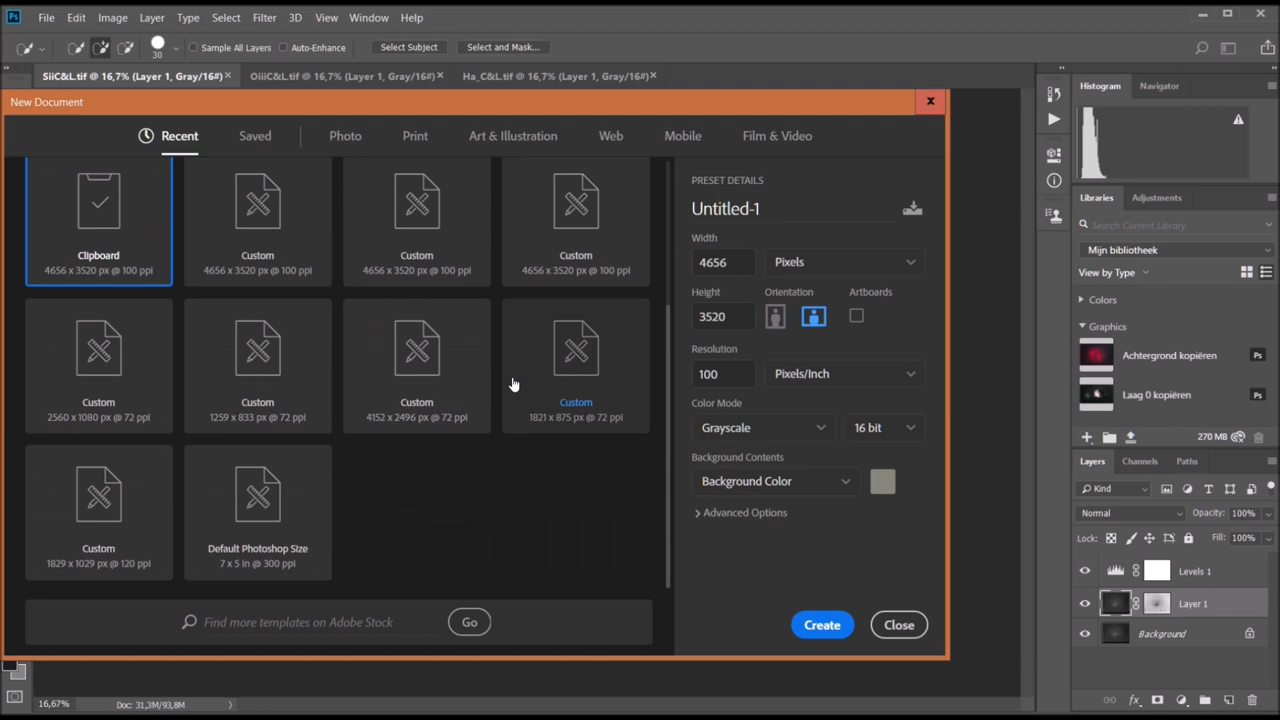 Ps File Edit Image Layer Type Select Filter 3D View Window Help
30 Sample All Layers Auto-Enhance Select Subject Select and Mask...
SiiC&L.tif @ 16,7% (Layer 1, Gray/16#) × OiiiC&L.tif @ 16,7% (Layer 1, Gray/16#) × Ha_C&L.tif @ 16,7% (Layer 1, Gray/16#) ×
New Document
Recent Saved Photo Print Art & Illustration Web Mobile Film & Video
Clipboard
4656 x 3520 px @ 100 ppi
Custom
4656 x 3520 px @ 100 ppi
Custom
4656 x 3520 px @ 100 ppi
Custom
4656 x 3520 px @ 100 ppi
Custom
2560 x 1080 px @ 72 ppi
Custom
1259 x 833 px @ 72 ppi
Custom
4152 x 2496 px @ 72 ppi
Custom
1821 x 875 px @ 72 ppi
Custom
1829 x 1029 px @ 120 ppi
Default Photoshop Size
7 x 5 in @ 300 ppi
Find more templates on Adobe Stock Go
PRESET DETAILS
Untitled-1
Width
4656 Pixels
Height Orientation Artboards
3520
Resolution
100 Pixels/Inch
Color Mode
Grayscale 16 bit
Background Contents
Background Color
Advanced Options
Create Close
Histogram Navigator
Libraries Adjustments
Search Current Library
Mijn bibliotheek
View by Type
Colors
Graphics
Achtergrond kopiëren Ps
Laag 0 kopiëren Ps
270 MB
Layers Channels Paths
Kind
Normal Opacity: 100%
Lock: Fill: 100%
Levels 1
Layer 1
Background
16,67% Doc: 31,3M/93,8M